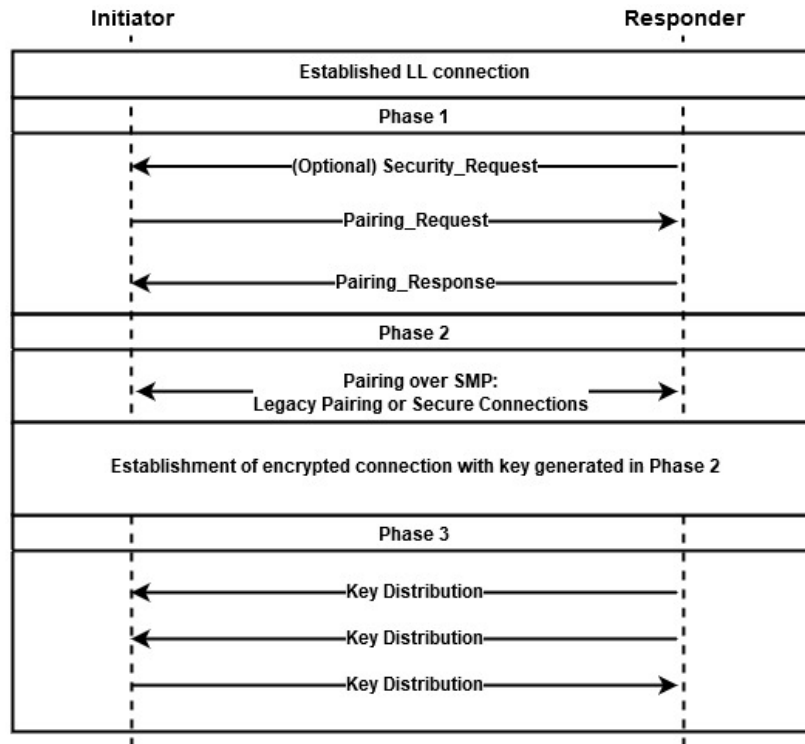 Initiator Responder
Established LL connection
Phase 1
(Optional) Security_Request
Pairing_Request
Pairing_Response
Phase 2
Pairing over SMP:
Legacy Pairing or Secure Connections
Establishment of encrypted connection with key generated in Phase 2
Phase 3
Key Distribution
Key Distribution
Key Distribution